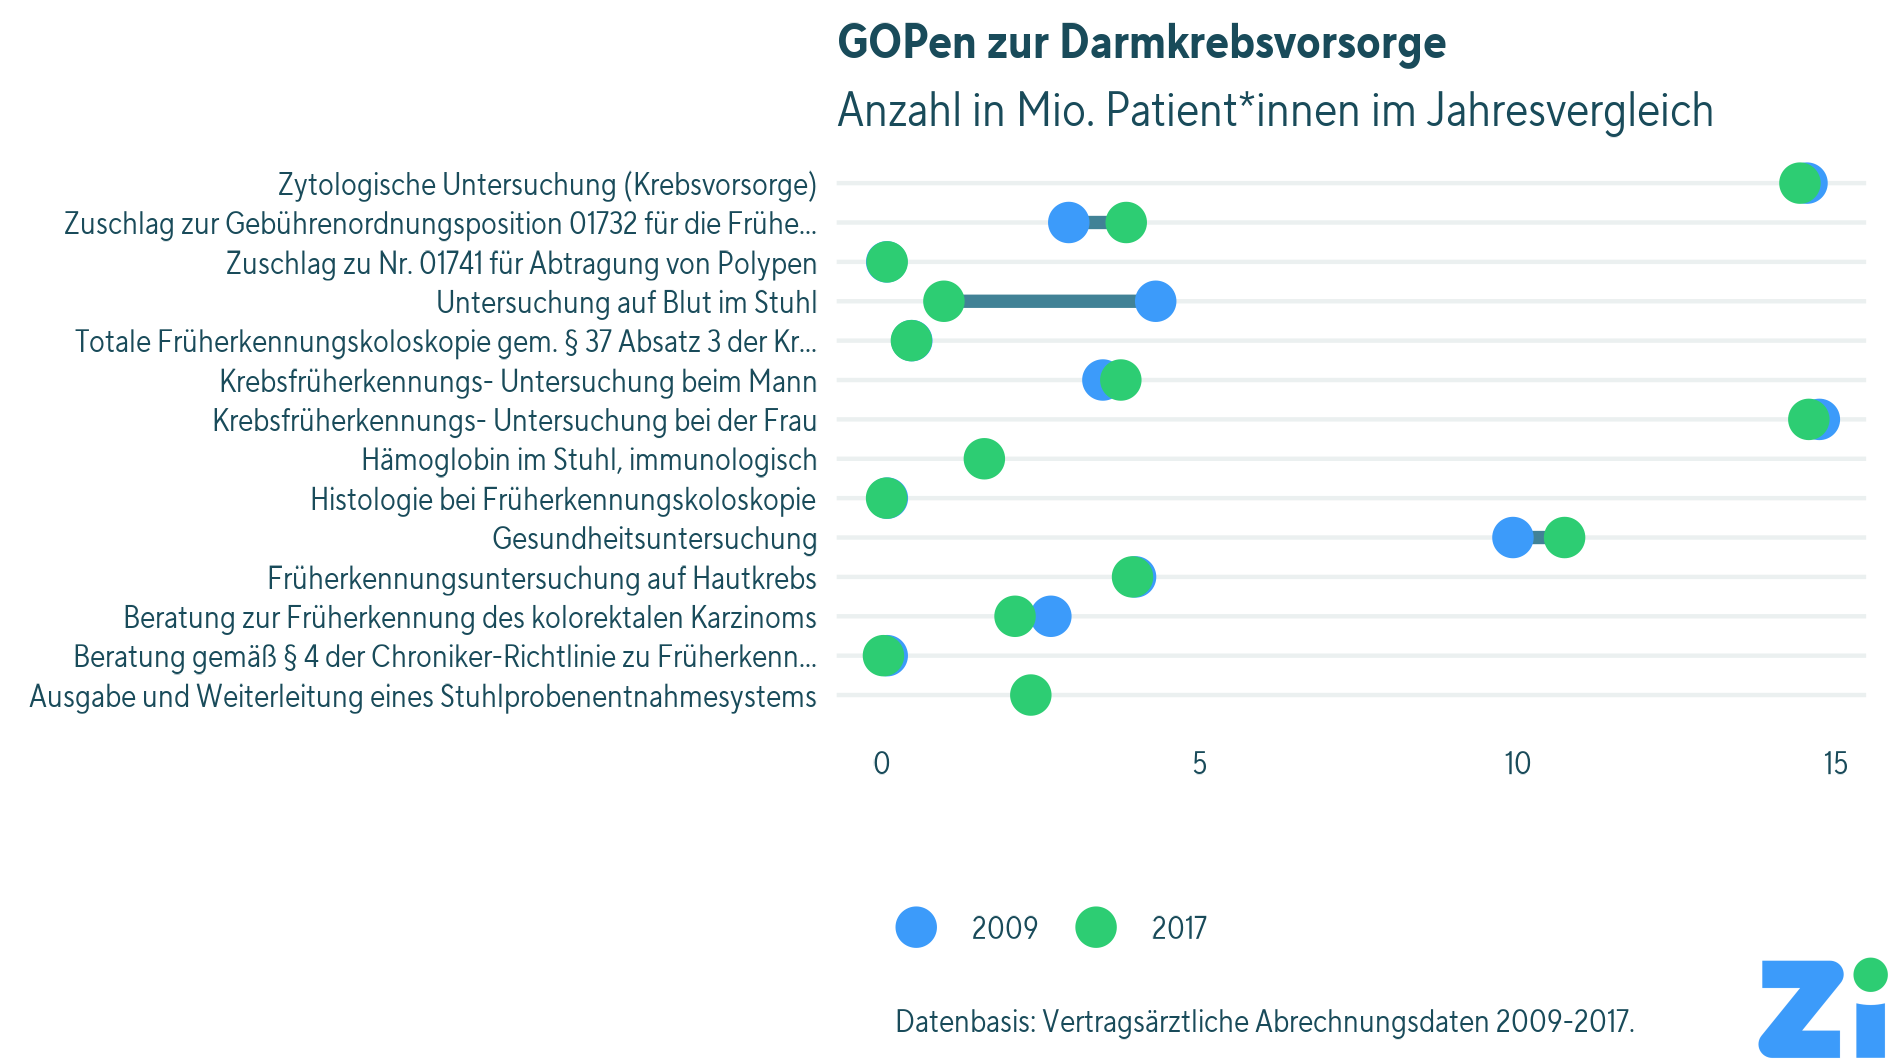 GOPen zur Darmkrebsvorsorge
Anzahl in Mio. Patient*innen im Jahresvergleich
Zytologische Untersuchung (Krebsvorsorge)
Zuschlag zur Gebührenordnungsposition 01732 für die Frühe...
Zuschlag zu Nr. 01741 für Abtragung von Polypen
Untersuchung auf Blut im Stuhl
Totale Früherkennungskoloskopie gem. § 37 Absatz 3 der Kr...
Krebsfrüherkennungs- Untersuchung beim Mann
Krebsfrüherkennungs- Untersuchung bei der Frau
Hämoglobin im Stuhl, immunologisch
Histologie bei Früherkennungskoloskopie
Gesundheitsuntersuchung
Früherkennungsuntersuchung auf Hautkrebs
Beratung zur Früherkennung des kolorektalen Karzinoms
Beratung gemäß § 4 der Chroniker-Richtlinie zu Früherkenn...
Ausgabe und Weiterleitung eines Stuhlprobenentnahmesystems
0 5 10 15
2009 2017
Datenbasis: Vertragsärztliche Abrechnungsdaten 2009-2017.
Zi